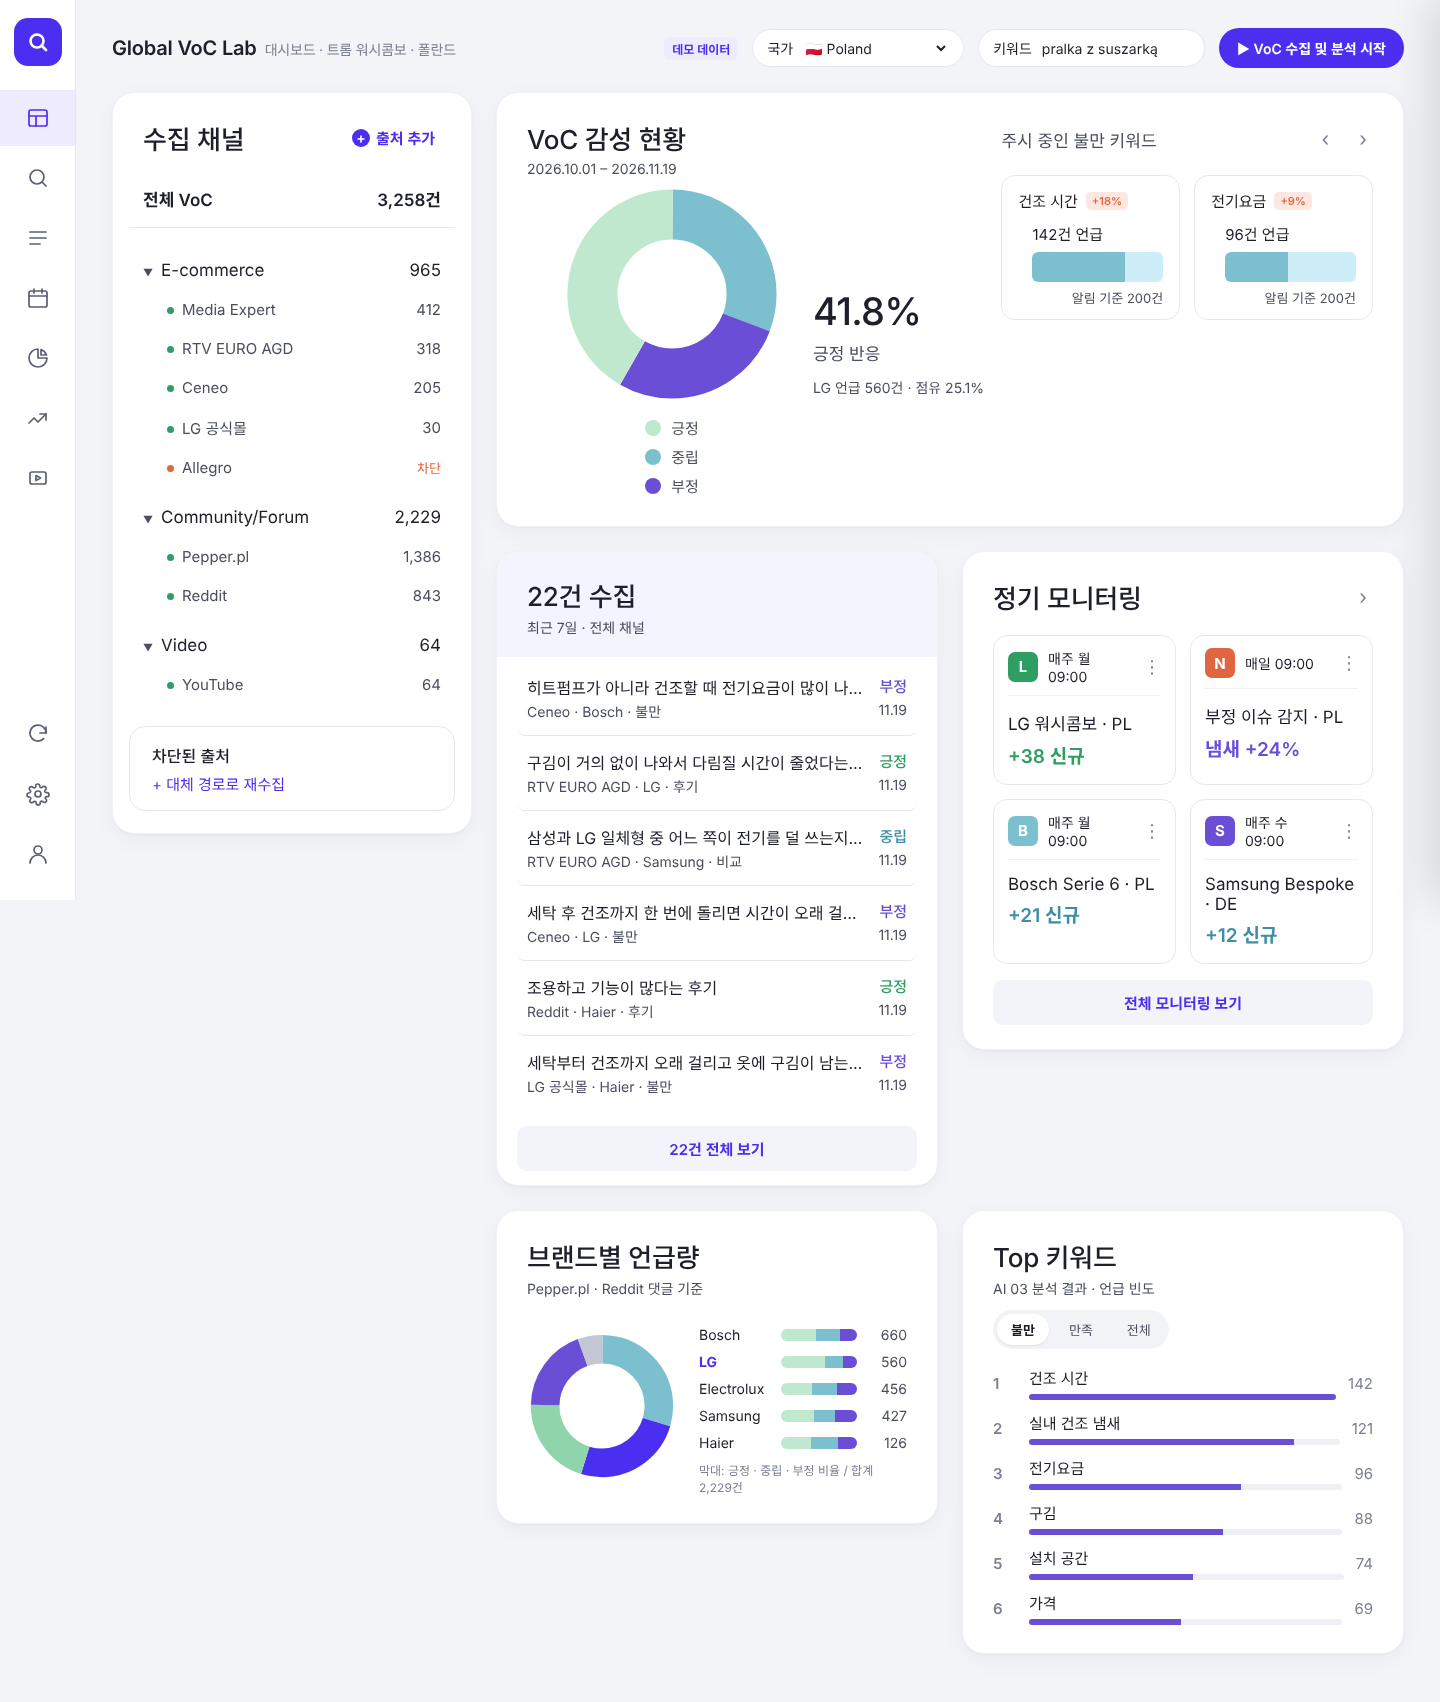 Global VoC Lab 대시보드 · 트롬 워시콤보 · 폴란드
데모 데이터
국가 🇵🇱 Poland
키워드 pralka z suszarką
▶ VoC 수집 및 분석 시작
수집 채널
+ 출처 추가
전체 VoC 3,258건
▼ E-commerce 965
Media Expert 412
RTV EURO AGD 318
Ceneo 205
LG 공식몰 30
Allegro 차단
▼ Community/Forum 2,229
Pepper.pl 1,386
Reddit 843
▼ Video 64
YouTube 64
차단된 출처
+ 대체 경로로 재수집
VoC 감성 현황
2026.10.01 – 2026.11.19
41.8%
긍정 반응
LG 언급 560건 · 점유 25.1%
긍정
중립
부정
주시 중인 불만 키워드 ‹ ›
건조 시간 +18%
142건 언급
알림 기준 200건
전기요금 +9%
96건 언급
알림 기준 200건
22건 수집
최근 7일 · 전체 채널
히트펌프가 아니라 건조할 때 전기요금이 많이 나... 부정
Ceneo · Bosch · 불만 11.19
구김이 거의 없이 나와서 다림질 시간이 줄었다는... 긍정
RTV EURO AGD · LG · 후기 11.19
삼성과 LG 일체형 중 어느 쪽이 전기를 덜 쓰는지... 중립
RTV EURO AGD · Samsung · 비교 11.19
세탁 후 건조까지 한 번에 돌리면 시간이 오래 걸... 부정
Ceneo · LG · 불만 11.19
조용하고 기능이 많다는 후기 긍정
Reddit · Haier · 후기 11.19
세탁부터 건조까지 오래 걸리고 옷에 구김이 남는... 부정
LG 공식몰 · Haier · 불만 11.19
22건 전체 보기
정기 모니터링 ›
L 매주 월
09:00 ⋮
LG 워시콤보 · PL
+38 신규
N 매일 09:00 ⋮
부정 이슈 감지 · PL
냄새 +24%
B 매주 월
09:00 ⋮
Bosch Serie 6 · PL
+21 신규
S 매주 수
09:00 ⋮
Samsung Bespoke
· DE
+12 신규
전체 모니터링 보기
브랜드별 언급량
Pepper.pl · Reddit 댓글 기준
Bosch 660
LG 560
Electrolux 456
Samsung 427
Haier 126
막대: 긍정 · 중립 · 부정 비율 / 합계
2,229건
Top 키워드
AI 03 분석 결과 · 언급 빈도
불만 만족 전체
1 건조 시간 142
2 실내 건조 냄새 121
3 전기요금 96
4 구김 88
5 설치 공간 74
6 가격 69